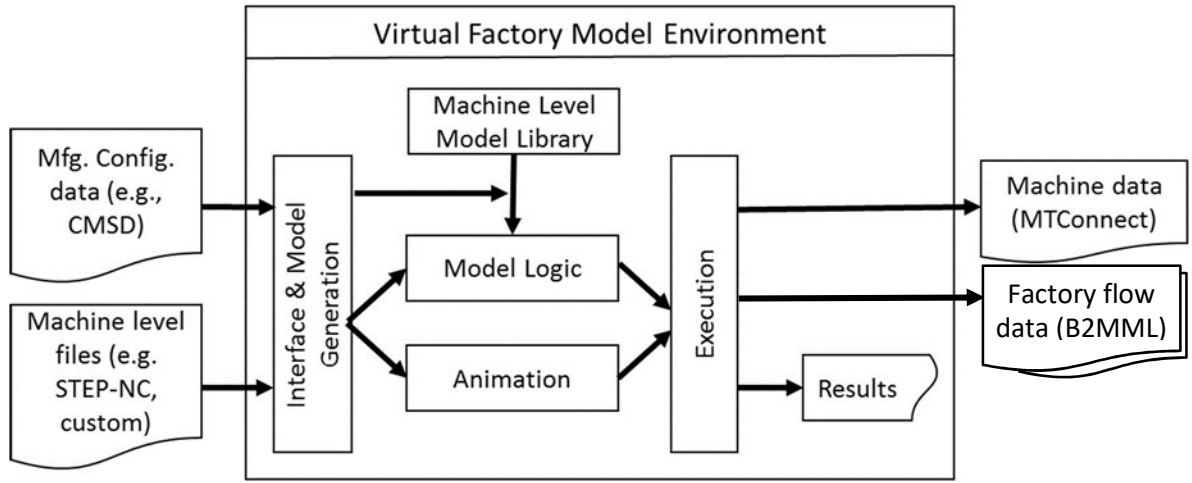 Virtual Factory Model Environment
Machine Level
Model Library
Mfg. Config.
data (e.g.,
CMSD)
Machine level
files (e.g.
STEP-NC,
custom)
Interface & Model
Generation
Model Logic
Animation
Execution
Results
Machine data
(MTConnect)
Factory flow
data (B2MML)